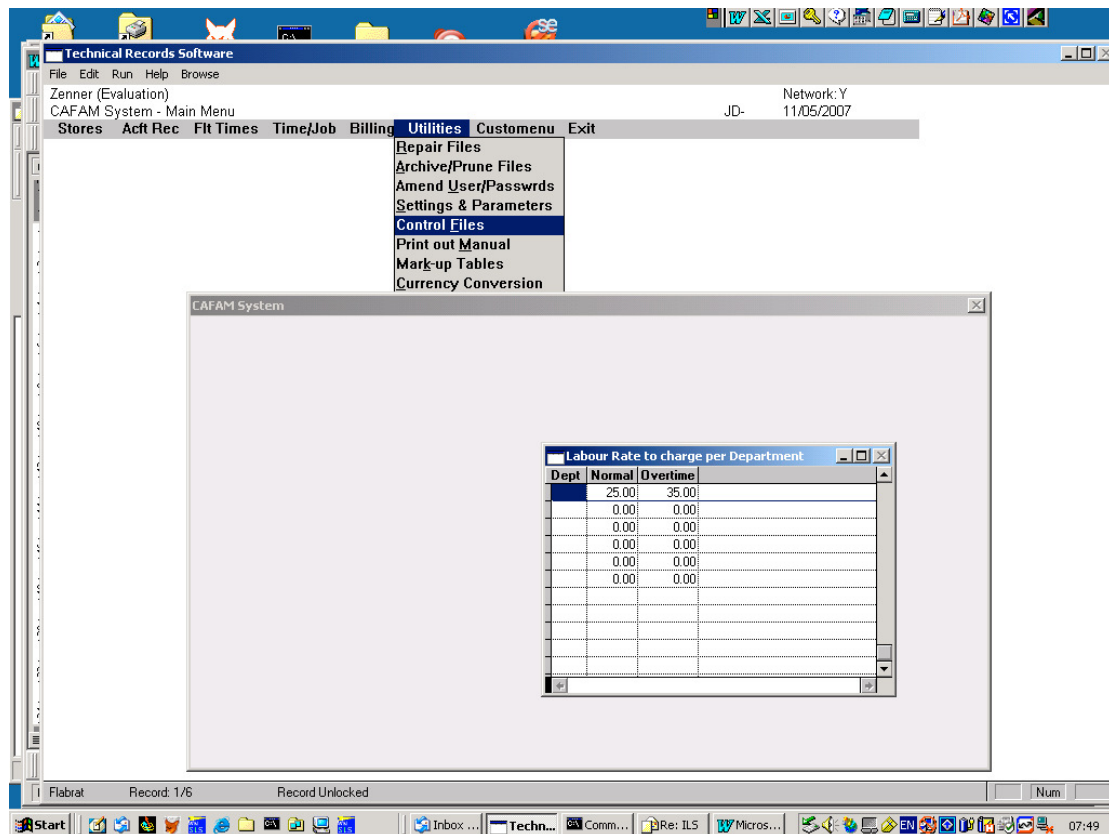 Technical Records Software
File Edit Run Help Browse
Zenner (Evaluation) Network: Y
CAFAM System - Main Menu JD- 11/05/2007
Stores Acft Rec Flt Times Time/Job Billing Utilities Customenu Exit
Repair Files
Archive/Prune Files
Amend User/Passwrds
Settings & Parameters
Control Files
Print out Manual
Mark-up Tables
Currency Conversion
CAFAM System
Labour Rate to charge per Department
Dept Normal Overtime
25.00 35.00
0.00 0.00
0.00 0.00
0.00 0.00
0.00 0.00
0.00 0.00
Flabrat Record: 1/6 Record Unlocked Num
Start Inbox ... Techn... Comm... Re: ILS Micros... EN 07:49